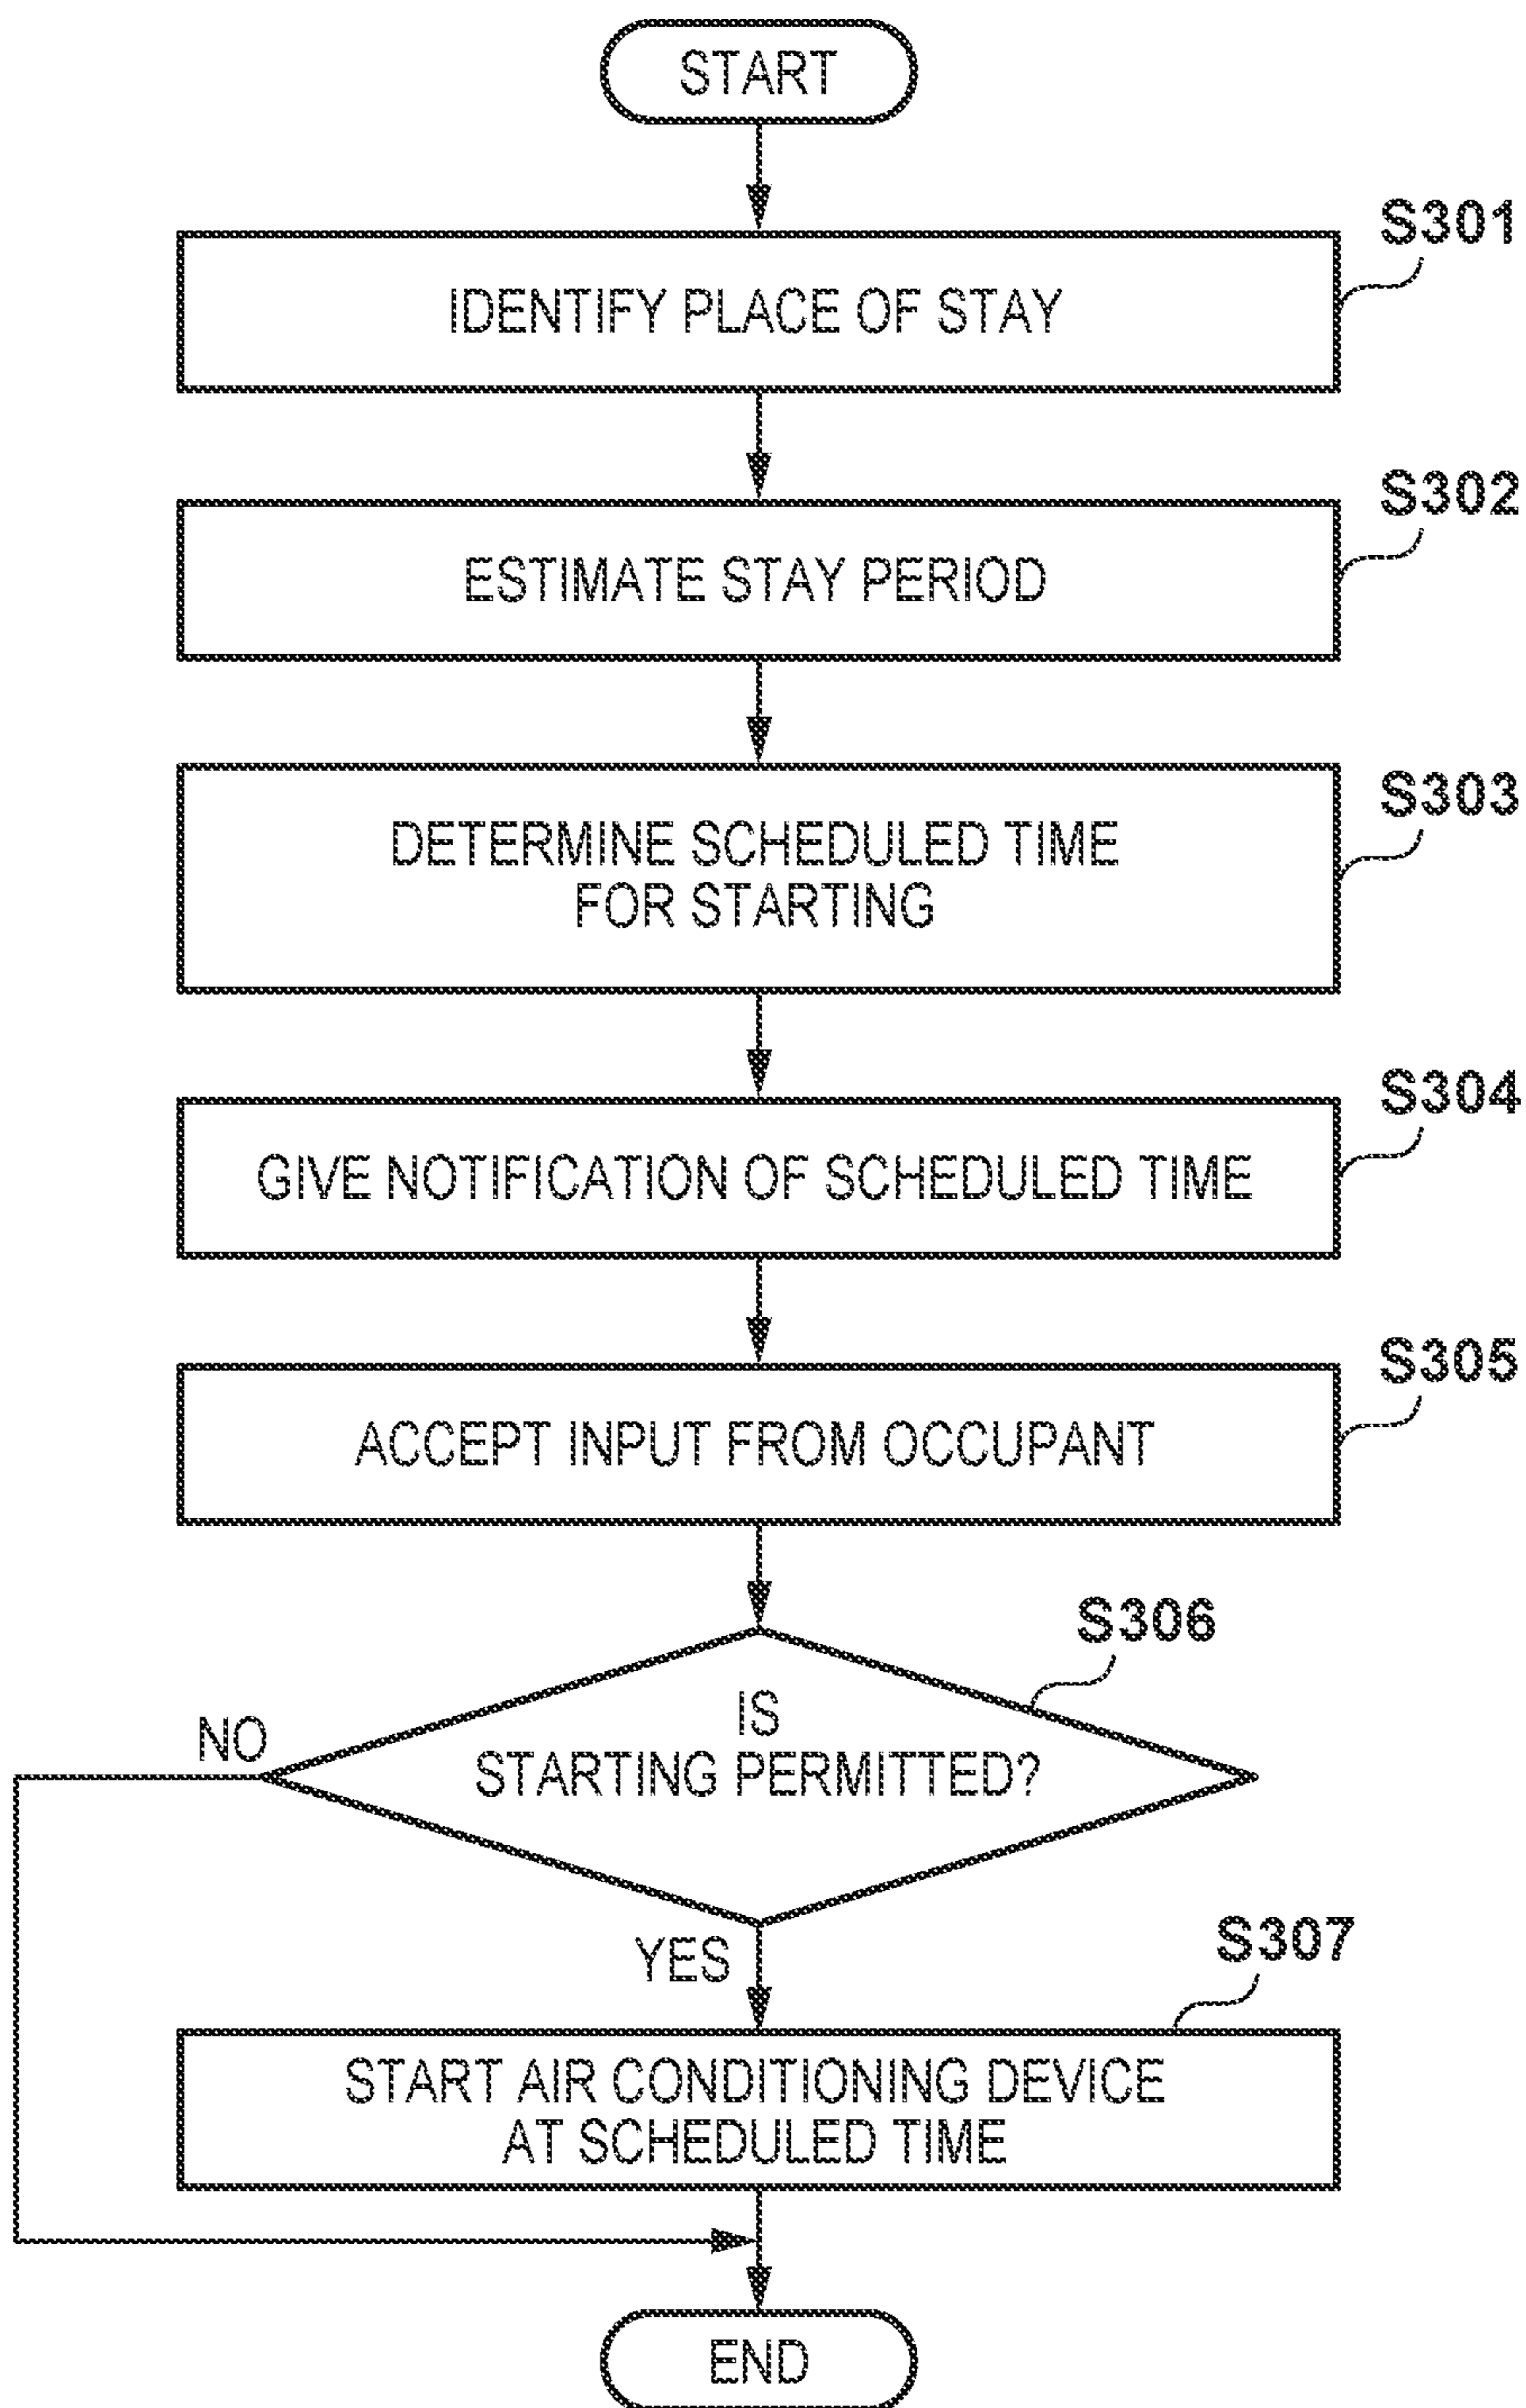 START
S301
IDENTIFY PLACE OF STAY
S302
ESTIMATE STAY PERIOD
S303
DETERMINE SCHEDULED TIME
FOR STARTING
S304
GIVE NOTIFICATION OF SCHEDULED TIME
S305
ACCEPT INPUT FROM OCCUPANT
S306
IS
STARTING PERMITTED?
NO
YES
S307
START AIR CONDITIONING DEVICE
AT SCHEDULED TIME
END